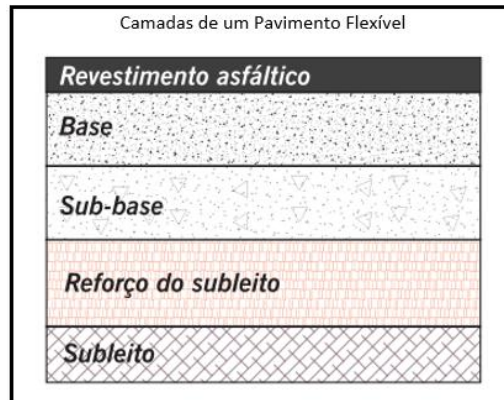 Camadas de um Pavimento Flexível
Revestimento asfáltico
Base
Sub-base
Reforço do subleito
Subleito